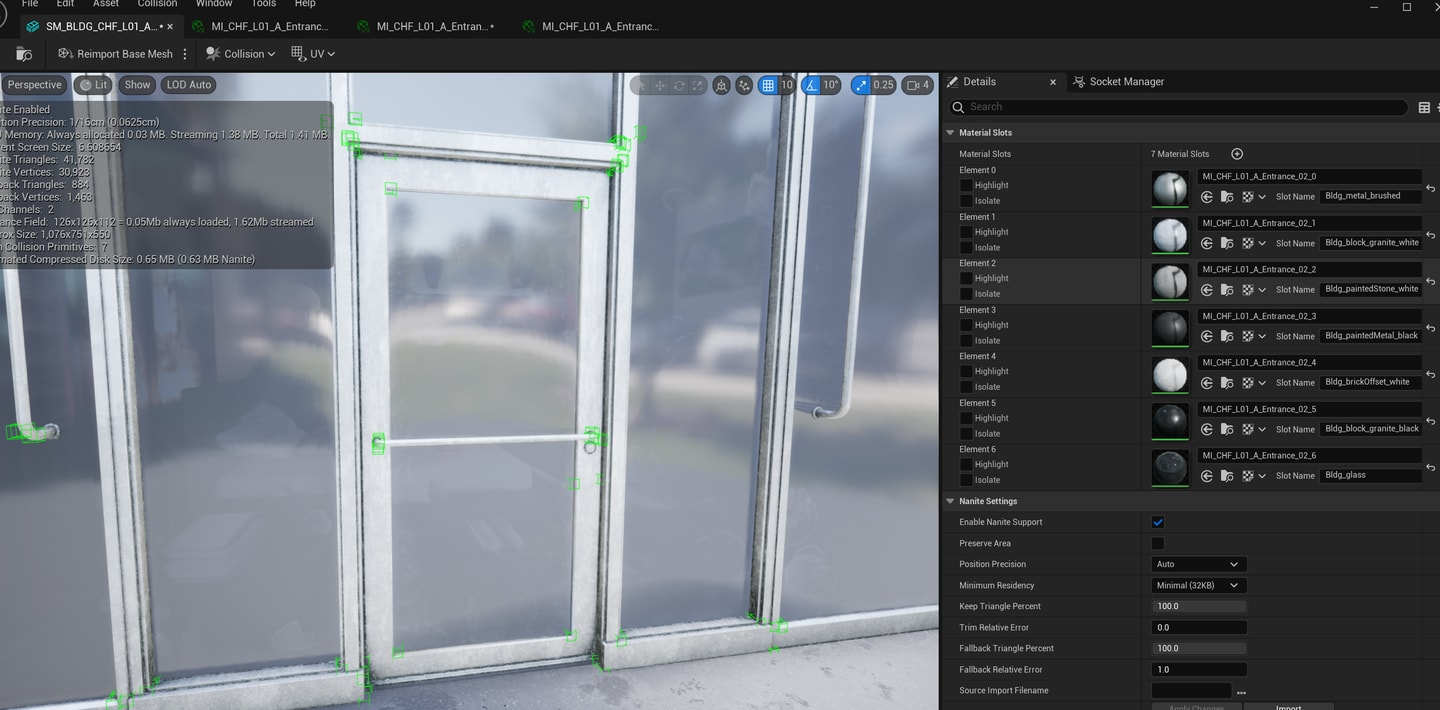 File Edit Asset Collision Window Tools Help
SM_BLDG_CHF_L01_A...• × MI_CHF_L01_A_Entranc... MI_CHF_L01_A_Entran...• MI_CHF_L01_A_Entranc...
Reimport Base Mesh Collision UV
Perspective Lit Show LOD Auto 10 10° 0.25 4
ite Enabled
tion Precision: 1/16cm (0.0625cm)
Memory: Always allocated 0.03 MB. Streaming 1.38 MB. Total 1.41 MB.
ent Screen Size: 6.608654
ite Triangles: 41,782
ite Vertices: 30,923
back Triangles: 884
back Vertices: 1,463
Channels: 2
ance Field: 126x126x112 = 0.05Mb always loaded, 1.62Mb streamed
rox Size: 1,076x751x550
Collision Primitives: 7
mated Compressed Disk Size: 0.65 MB (0.63 MB Nanite)
Details × Socket Manager
Search
Material Slots
Material Slots 7 Material Slots
Element 0
Highlight
Isolate
MI_CHF_L01_A_Entrance_02_0
Slot Name Bldg_metal_brushed
Element 1
Highlight
Isolate
MI_CHF_L01_A_Entrance_02_1
Slot Name Bldg_block_granite_white
Element 2
Highlight
Isolate
MI_CHF_L01_A_Entrance_02_2
Slot Name Bldg_paintedStone_white
Element 3
Highlight
Isolate
MI_CHF_L01_A_Entrance_02_3
Slot Name Bldg_paintedMetal_black
Element 4
Highlight
Isolate
MI_CHF_L01_A_Entrance_02_4
Slot Name Bldg_brickOffset_white
Element 5
Highlight
Isolate
MI_CHF_L01_A_Entrance_02_5
Slot Name Bldg_block_granite_black
Element 6
Highlight
Isolate
MI_CHF_L01_A_Entrance_02_6
Slot Name Bldg_glass
Nanite Settings
Enable Nanite Support
Preserve Area
Position Precision Auto
Minimum Residency Minimal (32KB)
Keep Triangle Percent 100.0
Trim Relative Error 0.0
Fallback Triangle Percent 100.0
Fallback Relative Error 1.0
Source Import Filename ...
Apply Changes Import